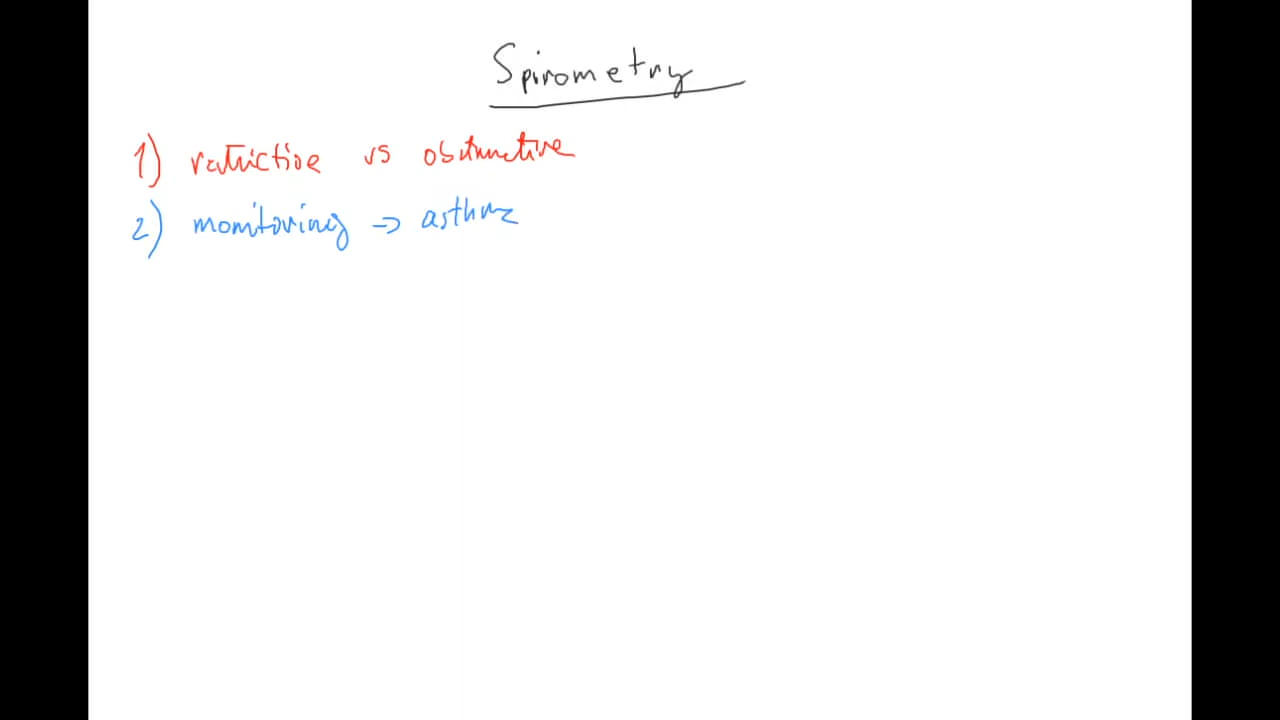 Spirometry
1) restrictive vs obstructive
2) monitoring → asthma